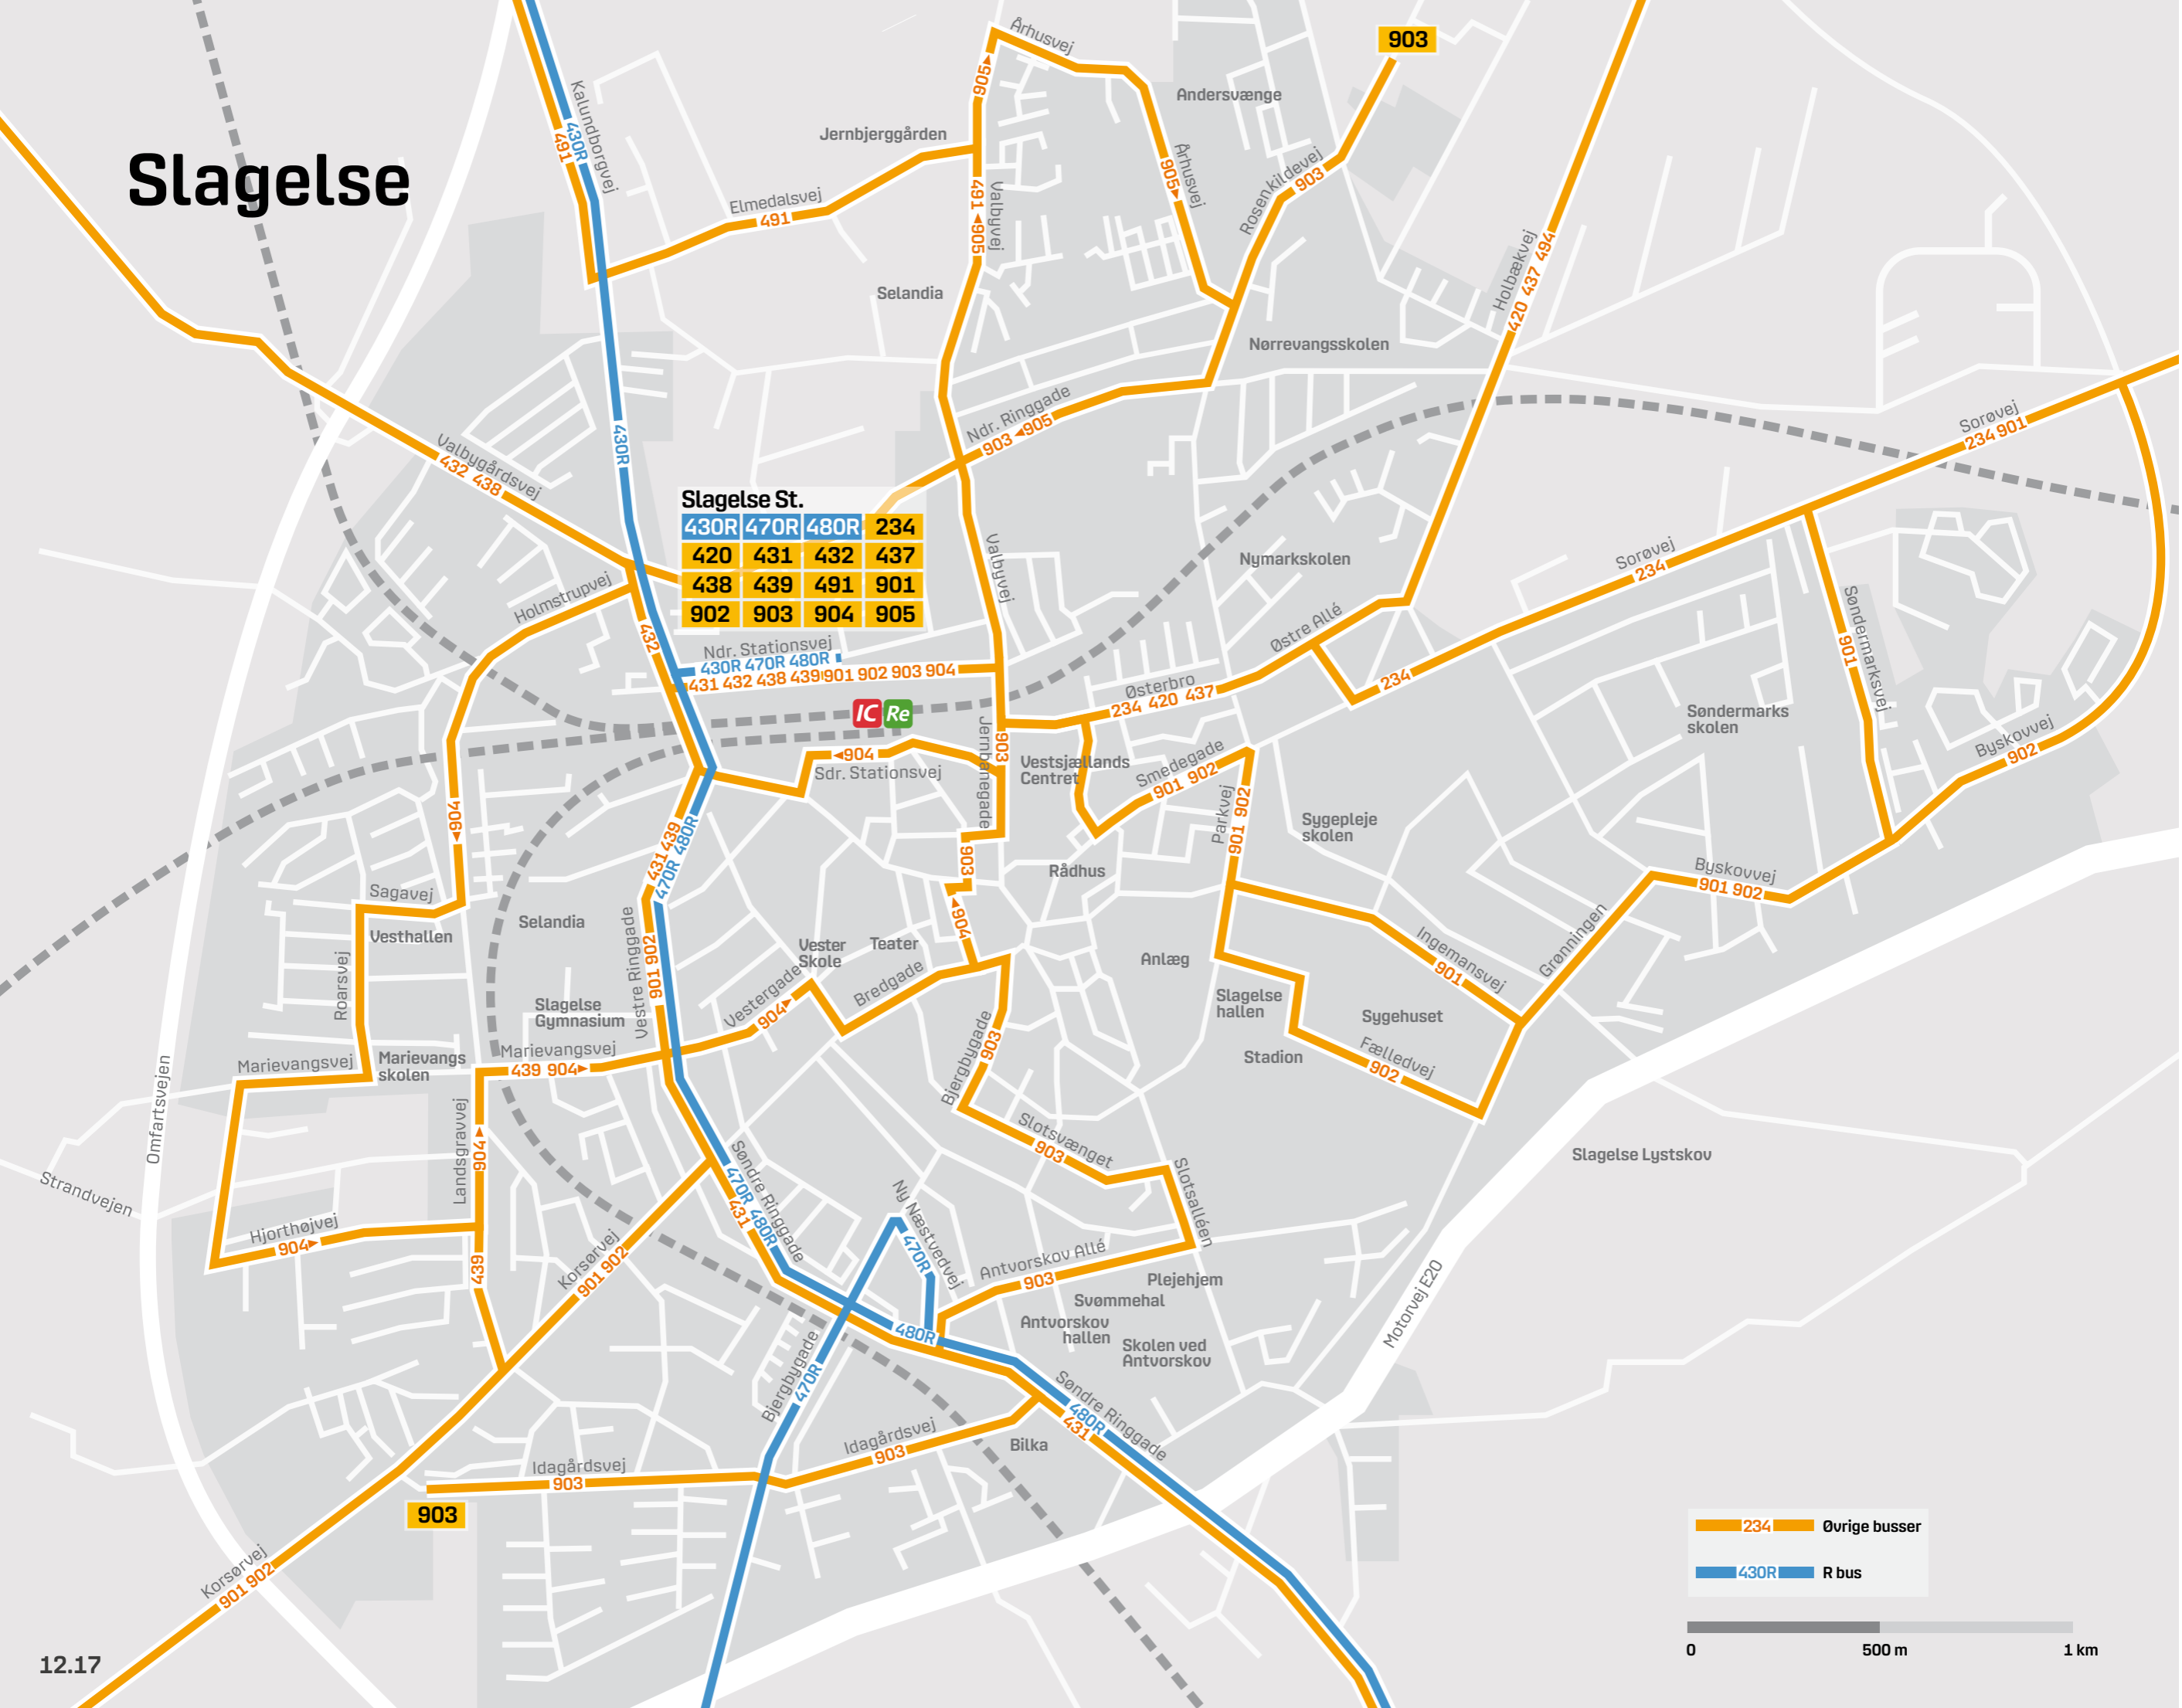 Slagelse
903
Århusvej
905
Kalundborgvej
430R
491
Jernbjerggården
Andersvænge
Århusvej
905
Rosenkildevej
903
Elmedalsvej
491
491 905
Valbyvej
Selandia
Holbækvej
420 437 494
Nørrevangsskolen
430R
Ndr. Ringgade
903 905
Sorøvej
234 901
Valbygårdsvej
432 438
Slagelse St.
430R 470R 480R 234
420 431 432 437
438 439 491 901
902 903 904 905
Valbyvej
Nymarkskolen
Sorøvej
234
Holmstrupvej
432
Søndermarksvej
901
Østre Allé
Ndr. Stationsvej
430R 470R 480R
431 432 438 439 901 902 903 904
Østerbro
234 420 437
234
IC Re
Søndermarks
skolen
Byskovvej
902
Jernbanegade
903
904
Sdr. Stationsvej
Vestsjællands
Centret
Smedegade
901 902
Parkvej
901 902
Sygepleje
skolen
904
431 439
470R 480R
903
Rådhus
Byskovvej
901 902
Sagavej
Vesthallen
Selandia
904
Vester
Skole
Teater
Anlæg
Ingemansvej
901
Grønningen
Roarsvej
Vestre Ringgade
901 902
Slagelse
Gymnasium
Vestergade
904
Bredgade
Slagelse
hallen
Sygehuset
Stadion
Fælledvej
902
Marievangsvej
Marievangs
skolen
Marievangsvej
439 904
Bjergbygade
903
Omfartsvejen
Landsgravvej
904
Slotsvænget
903
Slagelse Lystskov
Strandvejen
Søndre Ringgade
470R 480R
431
Slotsalléen
Hjorthøjvej
904
439
Korsørvej
901 902
Ny Næstvedvej
470R
Antvorskov Allé
903
Plejehjem
Svømmehal
Antvorskov
hallen
Skolen ved
Antvorskov
Motorvej E20
480R
Bjergbygade
470R
Søndre Ringgade
480R
431
Idagårdsvej
903
Bilka
Idagårdsvej
903
903
Korsørvej
901 902
234 Øvrige busser
430R R bus
0 500 m 1 km
12.17